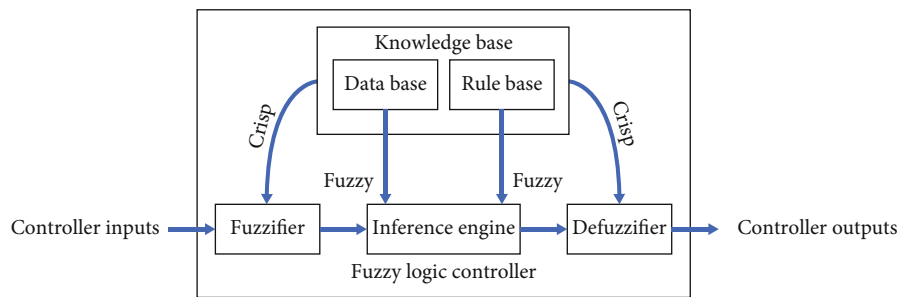 Knowledge base
Data base
Rule base
Crisp
Crisp
Fuzzy
Fuzzy
Controller inputs
Fuzzifier
Inference engine
Defuzzifier
Controller outputs
Fuzzy logic controller